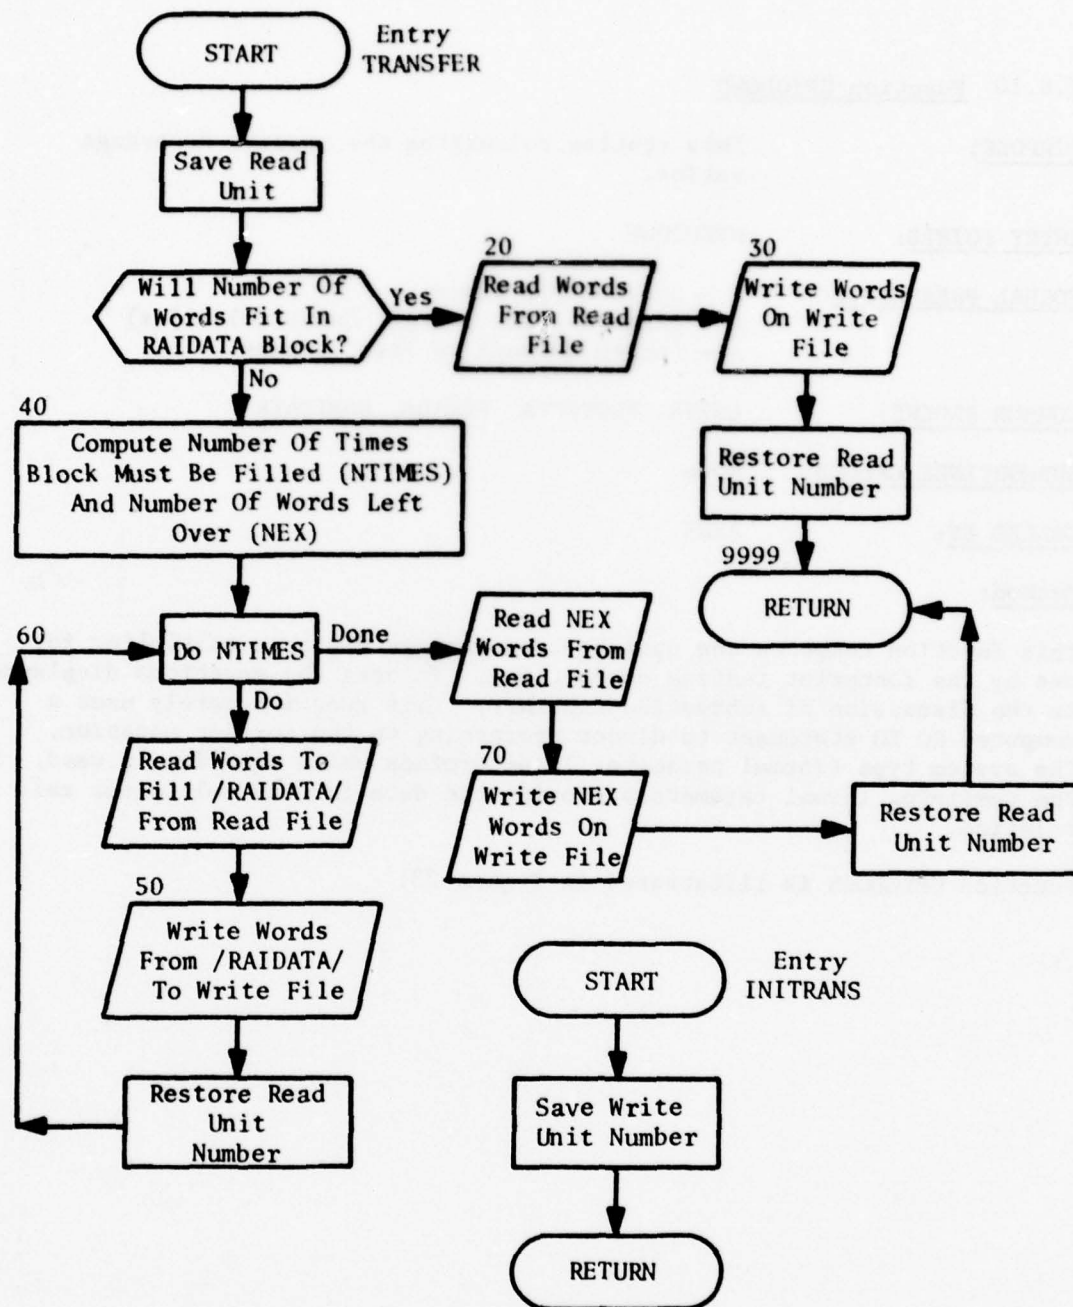 START
Entry
TRANSFER
Save Read
Unit
Will Number Of
Words Fit In
RAIDATA Block?
Yes
No
20
Read Words
From Read
File
30
Write Words
On Write
File
Restore Read
Unit Number
9999
RETURN
40
Compute Number Of Times
Block Must Be Filled (NTIMES)
And Number Of Words Left
Over (NEX)
60
Do NTIMES
Done
Do
Read NEX
Words From
Read File
70
Write NEX
Words On
Write File
Restore Read
Unit Number
Read Words To
Fill /RAIDATA/
From Read File
50
Write Words
From /RAIDATA/
To Write File
Restore Read
Unit
Number
START
Entry
INITRANS
Save Write
Unit Number
RETURN